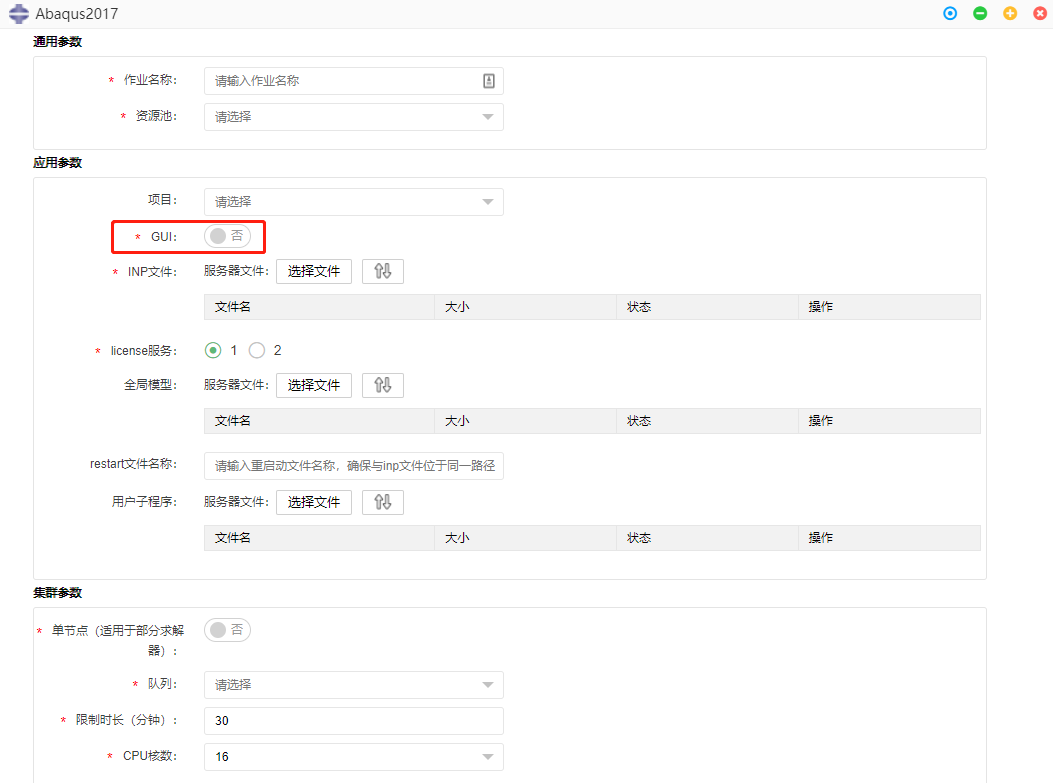 Abaqus2017
通用参数
* 作业名称: 请输入作业名称
* 资源池: 请选择
应用参数
项目: 请选择
* GUI: 否
* INP文件: 服务器文件: 选择文件
文件名 大小 状态 操作
* license服务: 1 2
全局模型: 服务器文件: 选择文件
文件名 大小 状态 操作
restart文件名称: 请输入重启动文件名称，确保与inp文件位于同一路径
用户子程序: 服务器文件: 选择文件
文件名 大小 状态 操作
集群参数
* 单节点（适用于部分求解 否
器）:
* 队列: 请选择
* 限制时长（分钟）: 30
* CPU核数: 16